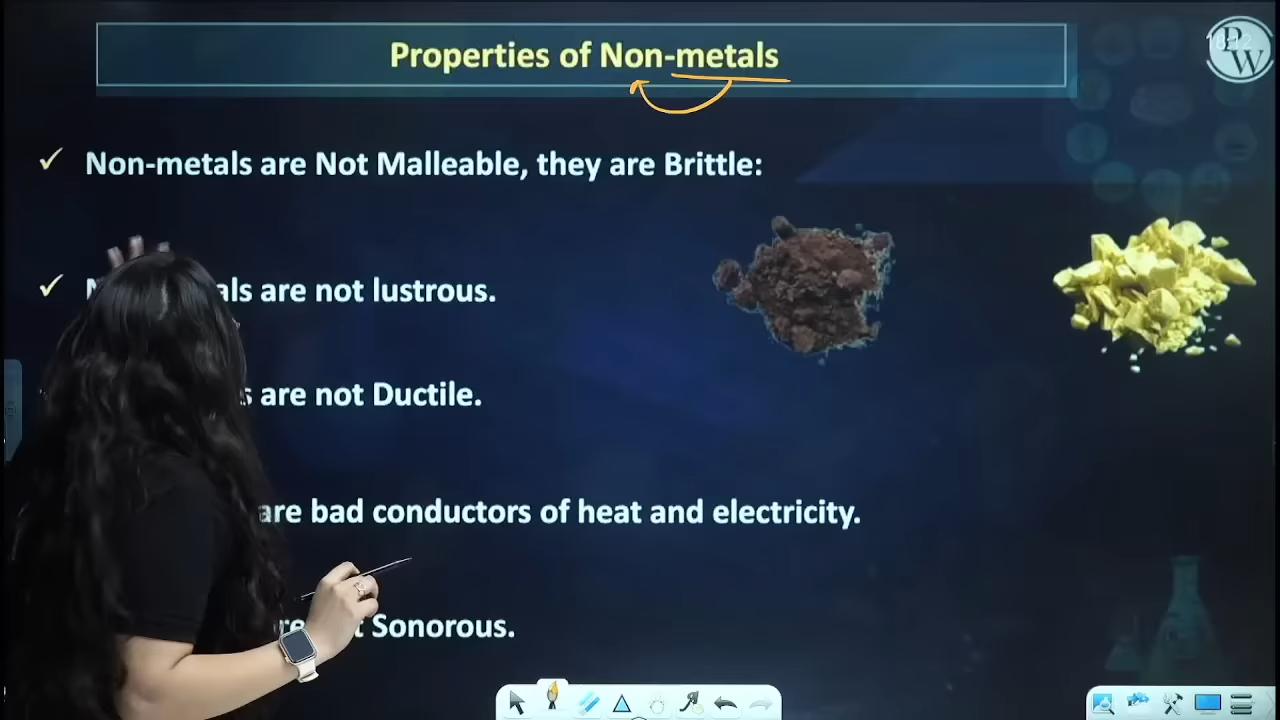 Properties of Non-metals
PW
✓ Non-metals are Not Malleable, they are Brittle:
✓ als are not lustrous.
s are not Ductile.
are bad conductors of heat and electricity.
Sonorous.